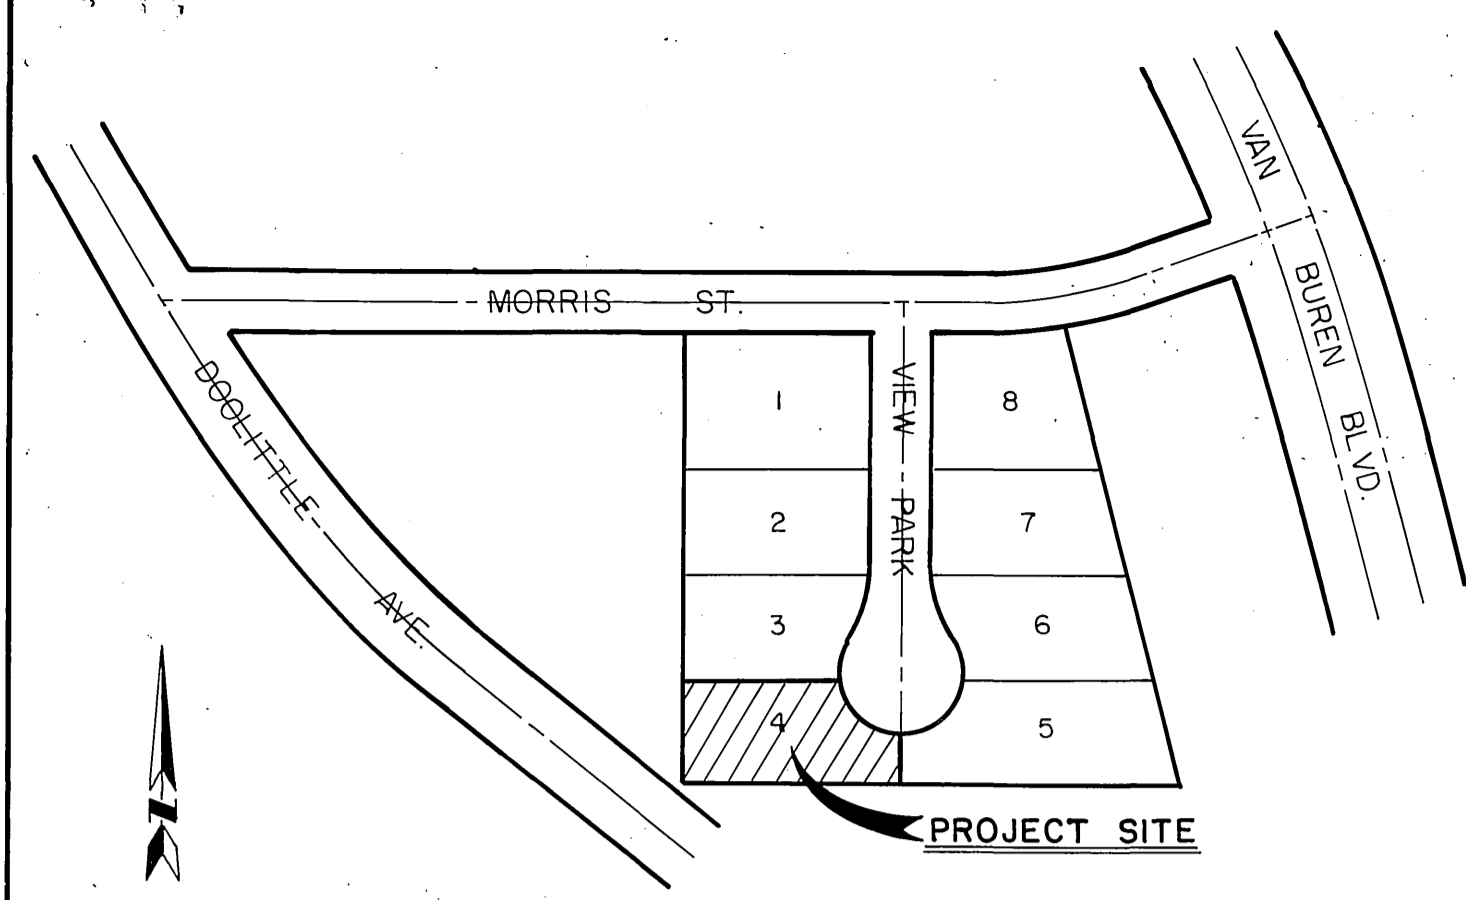 VAN BUREN BLVD.
MORRIS ST.
DOOLITTLE AVE.
VIEW - PARK
1
8
2
7
3
6
4
5
N
PROJECT SITE